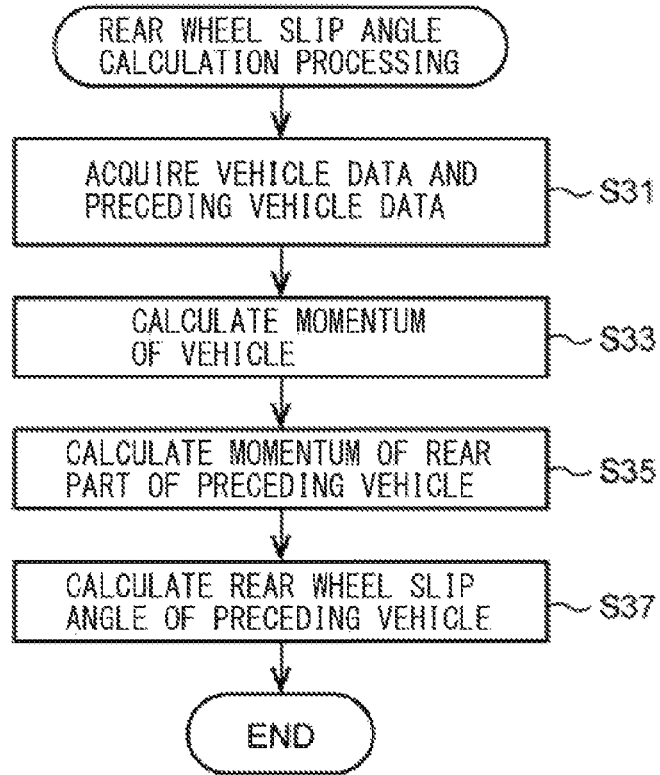 REAR WHEEL SLIP ANGLE
CALCULATION PROCESSING
ACQUIRE VEHICLE DATA AND
PRECEDING VEHICLE DATA
S31
CALCULATE MOMENTUM
OF VEHICLE
S33
CALCULATE MOMENTUM OF REAR
PART OF PRECEDING VEHICLE
S35
CALCULATE REAR WHEEL SLIP
ANGLE OF PRECEDING VEHICLE
S37
END